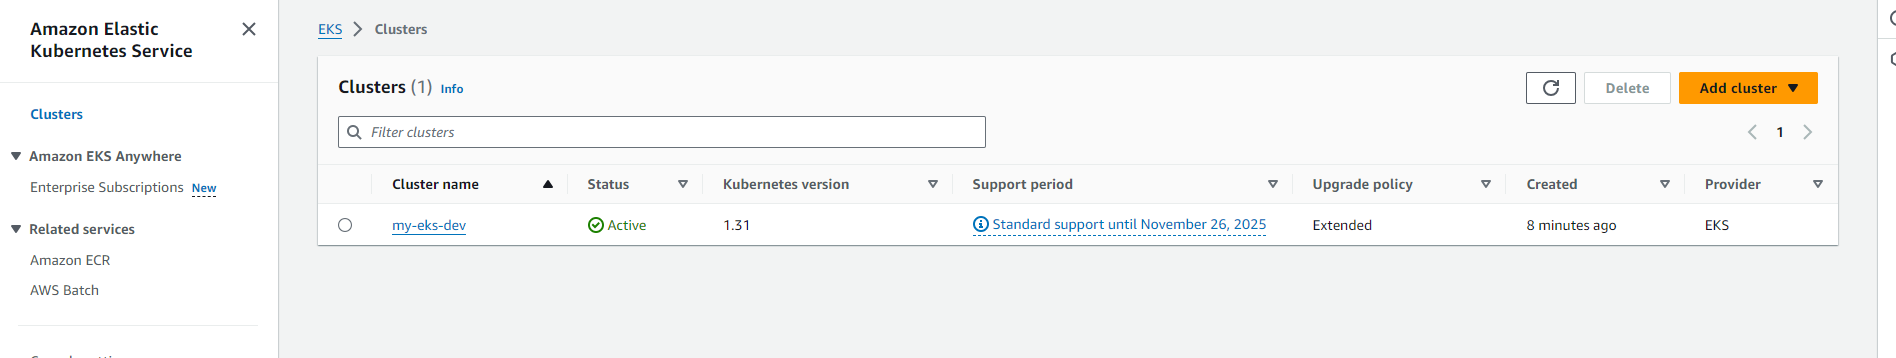 Amazon Elastic
Kubernetes Service
Clusters
Amazon EKS Anywhere
Enterprise Subscriptions New
Related services
Amazon ECR
AWS Batch
EKS Clusters
Clusters (1) Info
Delete
Add cluster
Filter clusters
1
Cluster name Status Kubernetes version Support period Upgrade policy Created Provider
my-eks-dev Active 1.31 Standard support until November 26, 2025 Extended 8 minutes ago EKS